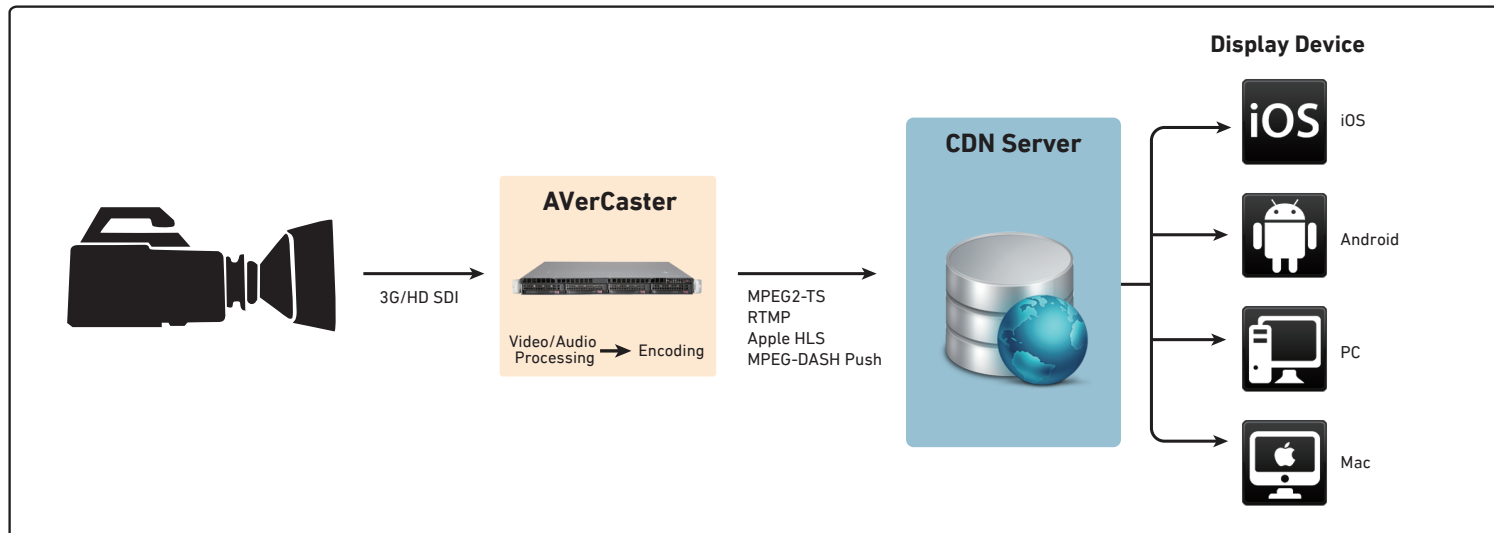 Display Device
iOS
iOS
CDN Server
AVerCaster
Android
3G/HD SDI
MPEG2-TS
RTMP
Apple HLS
MPEG-DASH Push
Video/Audio
Processing
Encoding
PC
Mac